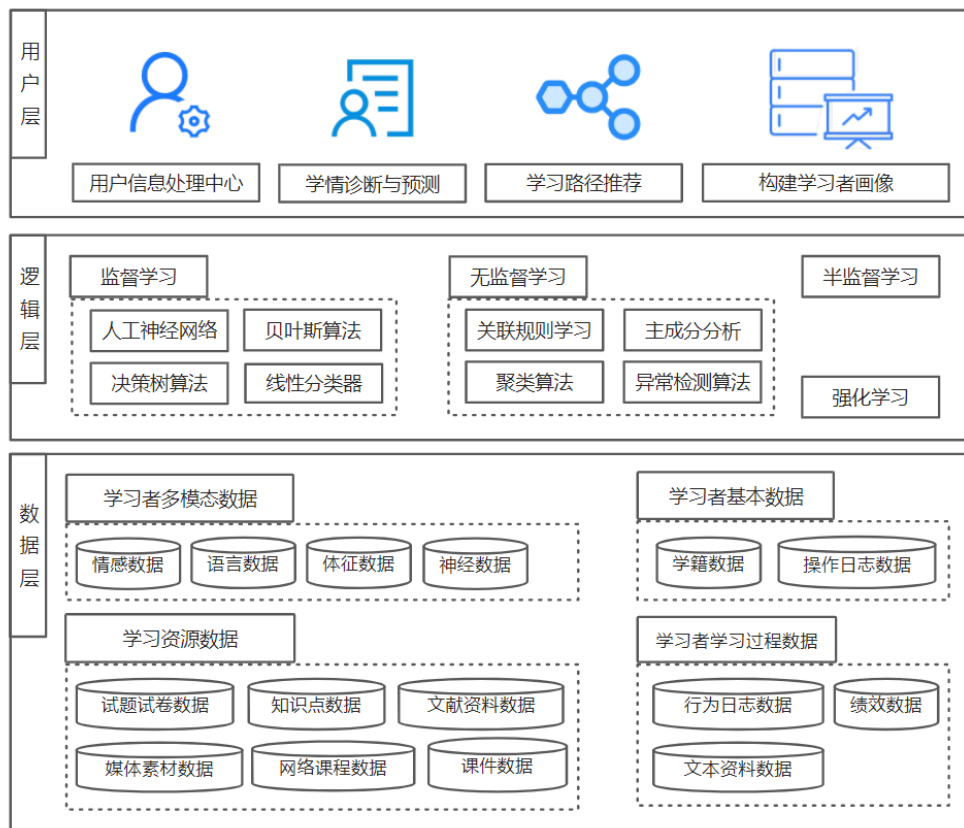 用户层
用户信息处理中心
学情诊断与预测
学习路径推荐
构建学习者画像
逻辑层
监督学习
无监督学习
半监督学习
人工神经网络
贝叶斯算法
关联规则学习
主成分分析
决策树算法
线性分类器
聚类算法
异常检测算法
强化学习
数据层
学习者多模态数据
学习者基本数据
情感数据
语言数据
体征数据
神经数据
学籍数据
操作日志数据
学习资源数据
学习者学习过程数据
试题试卷数据
知识点数据
文献资料数据
行为日志数据
绩效数据
媒体素材数据
网络课程数据
课件数据
文本资料数据